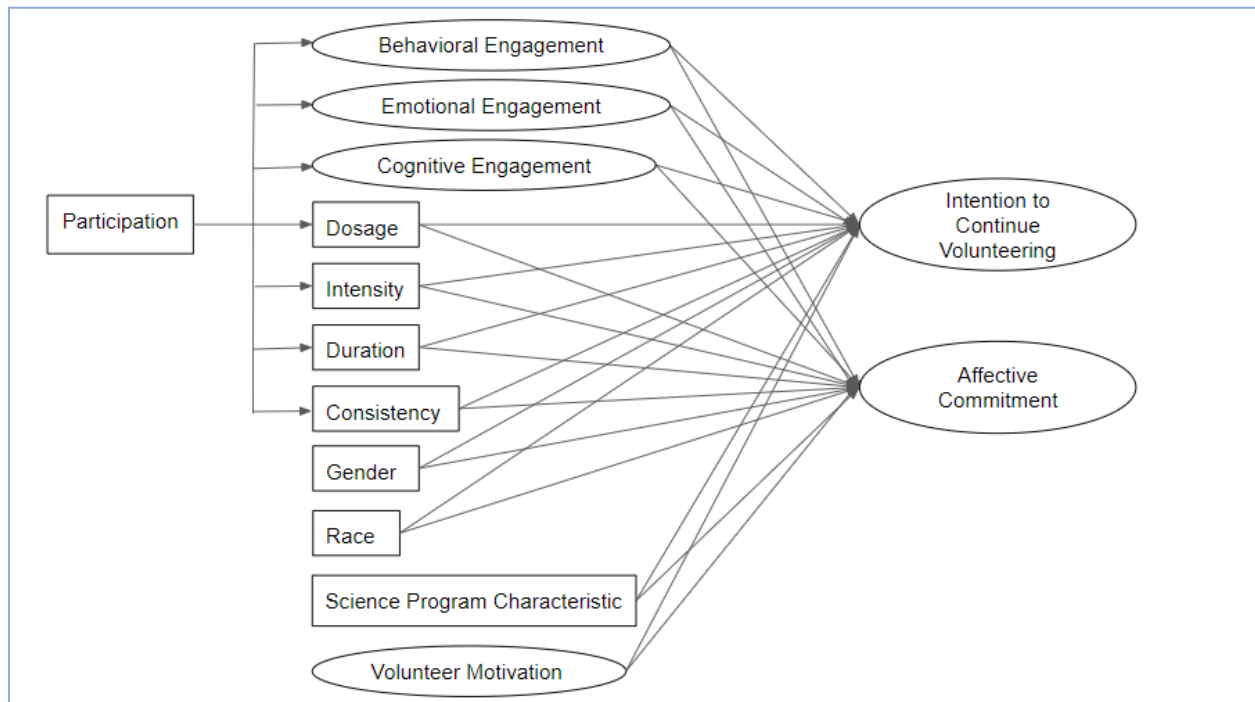 Behavioral Engagement
Emotional Engagement
Cognitive Engagement
Participation
Dosage
Intensity
Duration
Consistency
Gender
Race
Science Program Characteristic
Volunteer Motivation
Intention to
Continue
Volunteering
Affective
Commitment